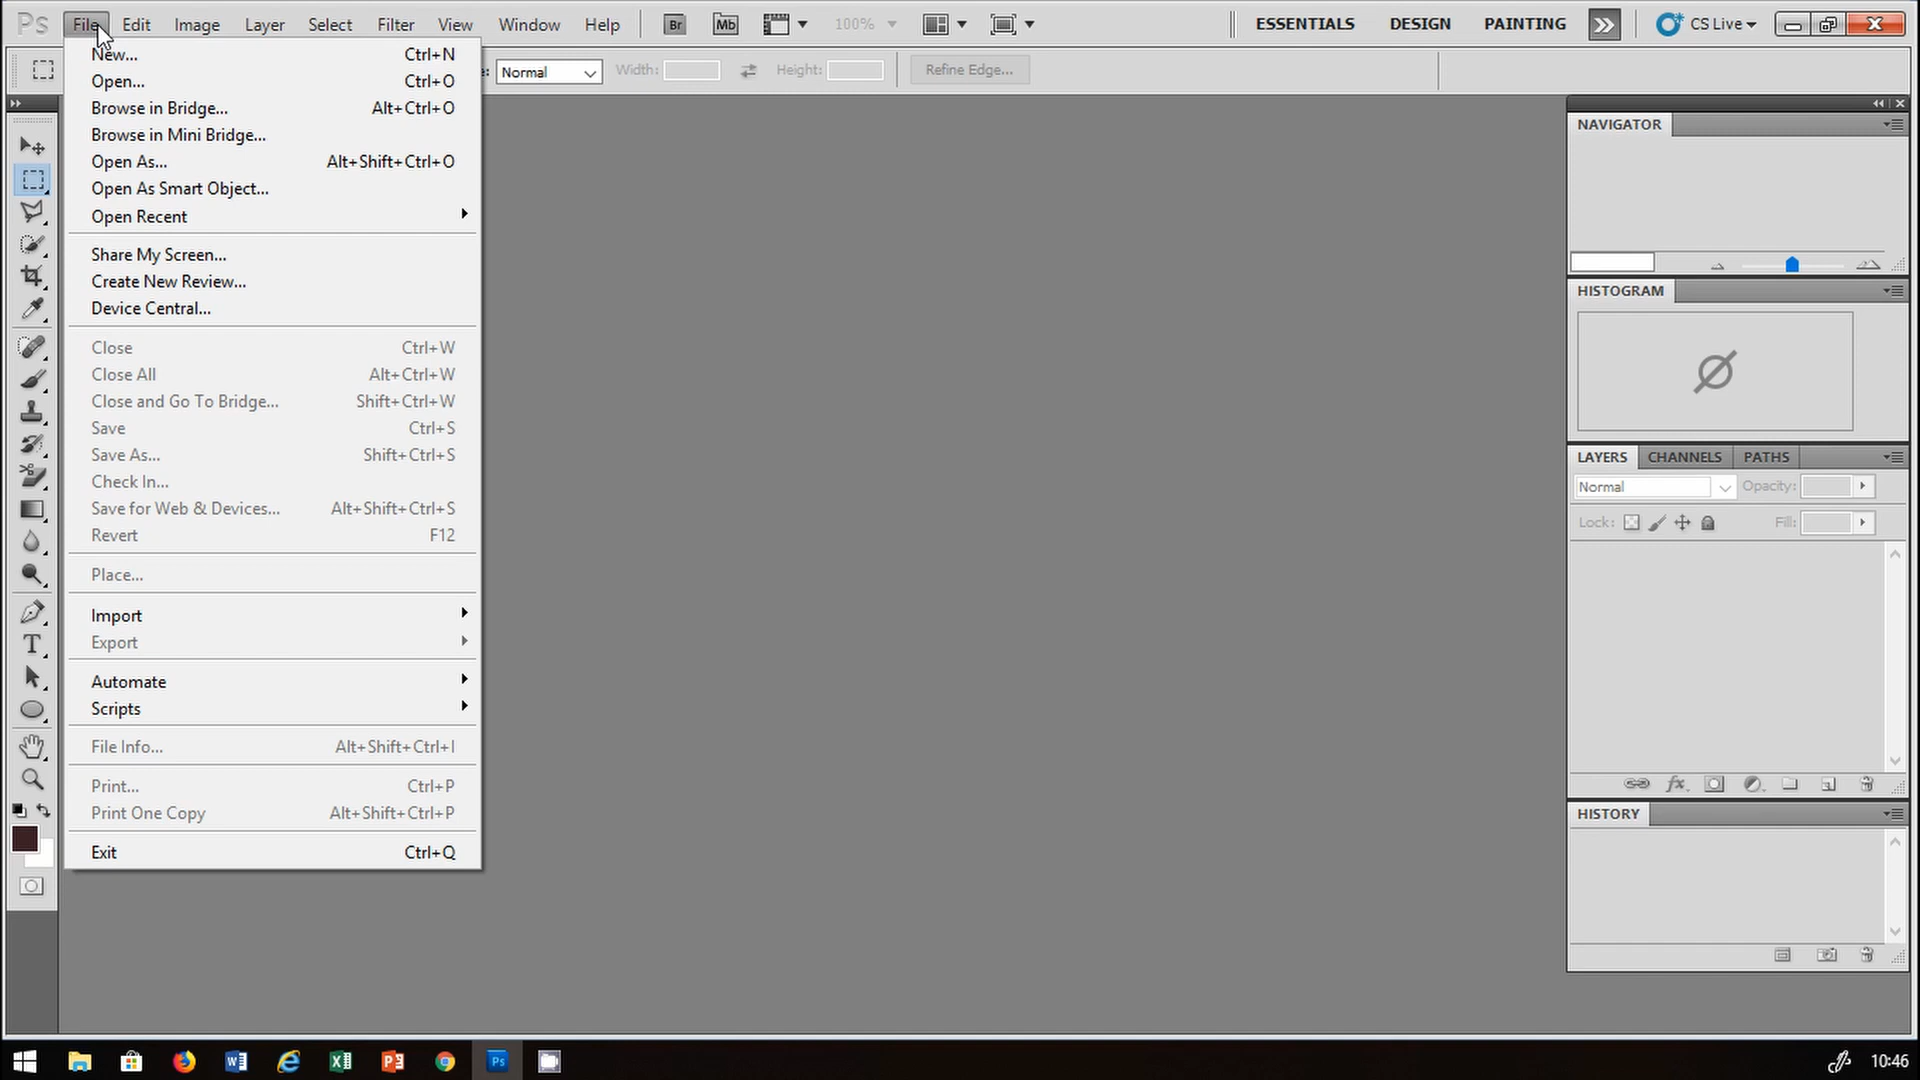 Ps File Edit Image Layer Select Filter View Window Help Br Mb 100% ESSENTIALS DESIGN PAINTING CS Live
: Normal Width: Height: Refine Edge...
New... Ctrl+N
Open... Ctrl+O
Browse in Bridge... Alt+Ctrl+O
Browse in Mini Bridge...
Open As... Alt+Shift+Ctrl+O
Open As Smart Object...
Open Recent
Share My Screen...
Create New Review...
Device Central...
Close Ctrl+W
Close All Alt+Ctrl+W
Close and Go To Bridge... Shift+Ctrl+W
Save Ctrl+S
Save As... Shift+Ctrl+S
Check In...
Save for Web & Devices... Alt+Shift+Ctrl+S
Revert F12
Place...
Import
Export
Automate
Scripts
File Info... Alt+Shift+Ctrl+I
Print... Ctrl+P
Print One Copy Alt+Shift+Ctrl+P
Exit Ctrl+Q
NAVIGATOR
HISTOGRAM
LAYERS CHANNELS PATHS
Normal Opacity:
Lock: Fill:
HISTORY
10:46